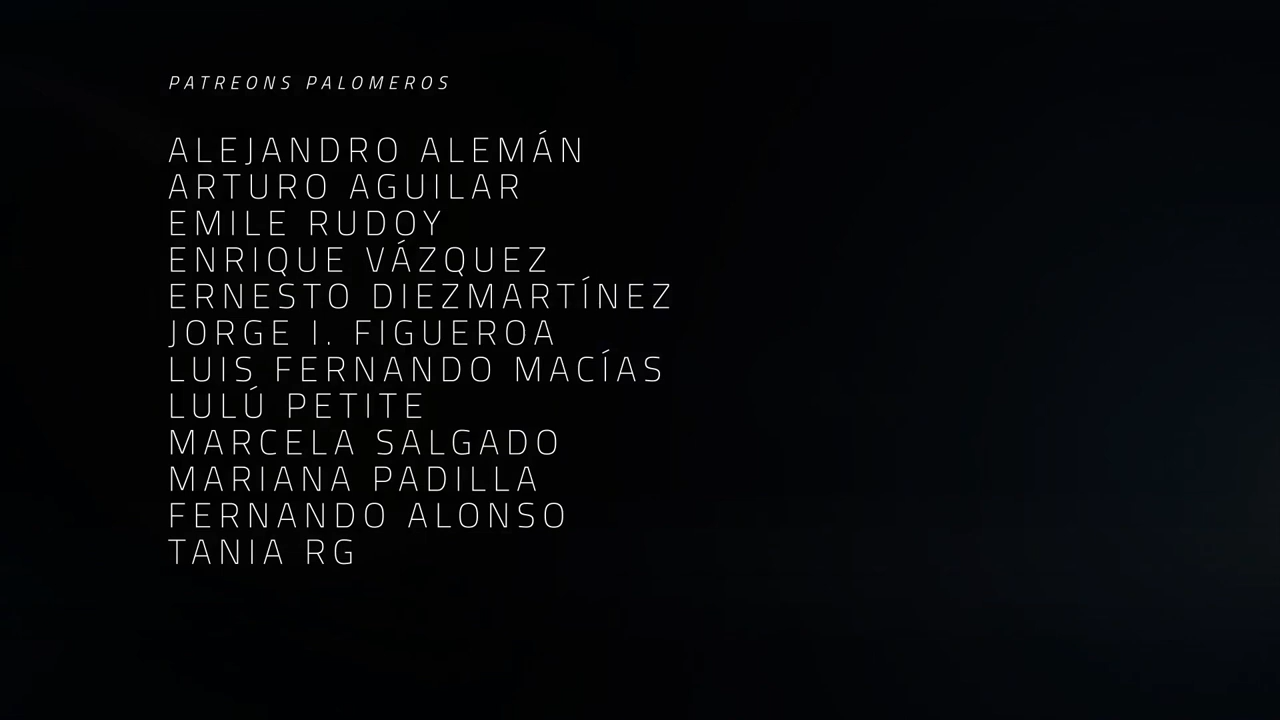 PATREONS PALOMEROS
ALEJANDRO ALEMÁN
ARTURO AGUILAR
EMILE RUDOY
ENRIQUE VÁZQUEZ
ERNESTO DIEZMARTÍNEZ
JORGE I. FIGUEROA
LUIS FERNANDO MACÍAS
LULÚ PETITE
MARCELA SALGADO
MARIANA PADILLA
FERNANDO ALONSO
TANIA RG